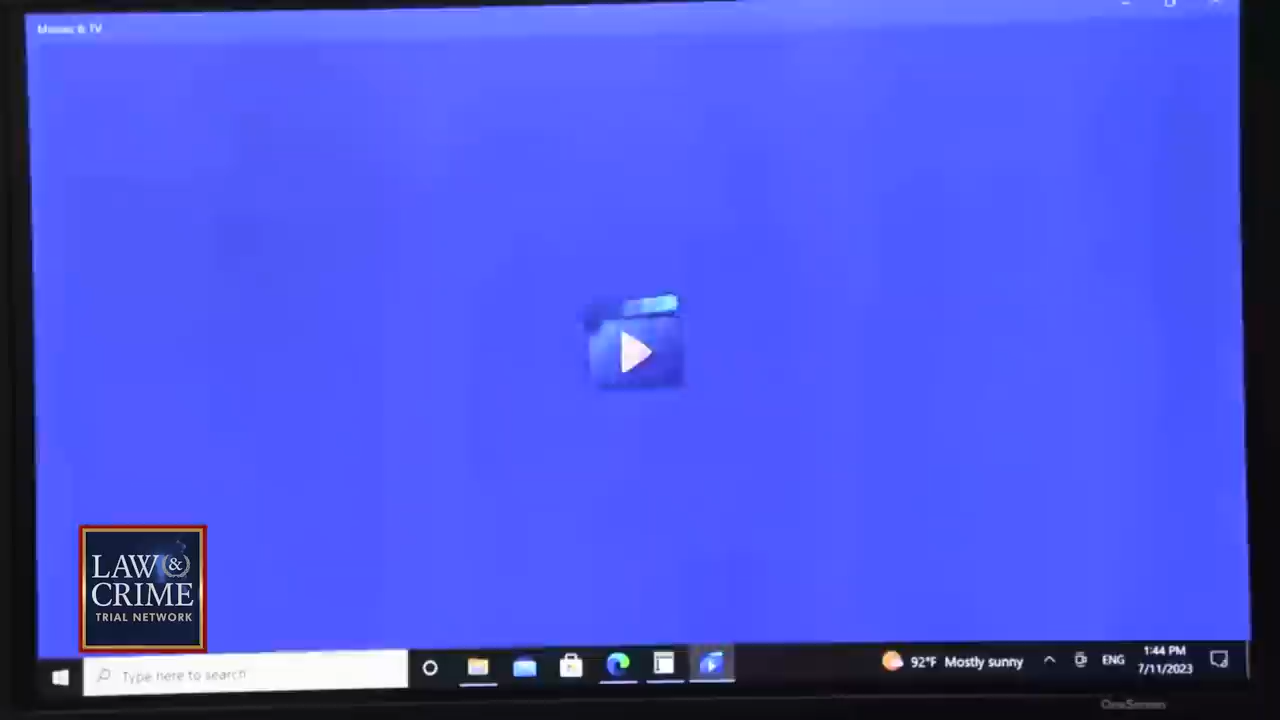 Movies & TV
LAW &
CRIME
TRIAL NETWORK
Type here to search
92°F Mostly sunny
ENG
1:44 PM
7/11/2023
OneScreen